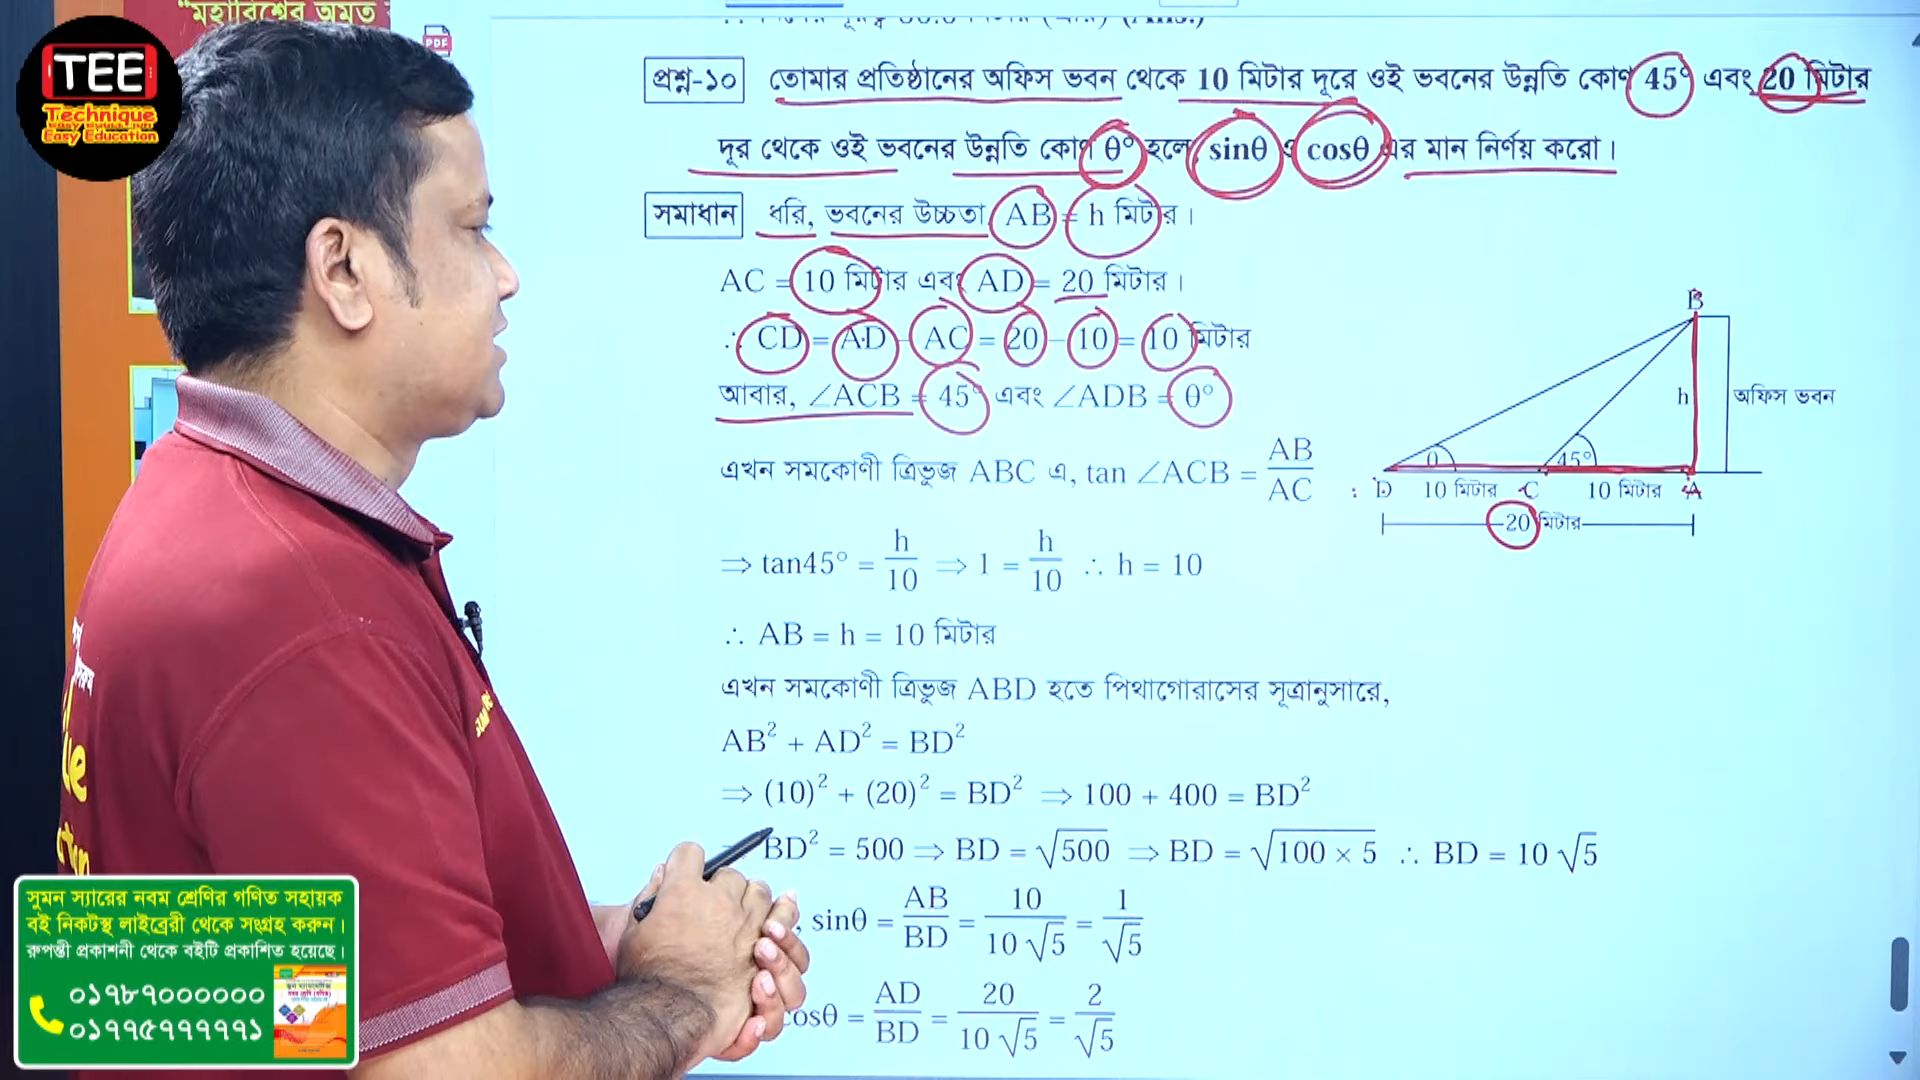 "মহাবিশ্বের অমৃত
TEE
Technique
Easy Education
PDF
প্রশ্ন-১০ তোমার প্রতিষ্ঠানের অফিস ভবন থেকে 10 মিটার দূরে ওই ভবনের উন্নতি কোণ 45° এবং 20 মিটার
দূর থেকে ওই ভবনের উন্নতি কোণ θ° হলে, sinθ ও cosθ এর মান নির্ণয় করো।
সমাধান ধরি, ভবনের উচ্চতা, AB = h মিটার।
AC = 10 মিটার এবং AD = 20 মিটার।
∴ CD = AD - AC = 20 - 10 = 10 মিটার
আবার, ∠ACB = 45° এবং ∠ADB = θ°
এখন সমকোণী ত্রিভুজ ABC এ, tan ∠ACB = AB/AC
⇒ tan45° = h/10 ⇒ 1 = h/10 ∴ h = 10
∴ AB = h = 10 মিটার
এখন সমকোণী ত্রিভুজ ABD হতে পিথাগোরাসের সূত্রানুসারে,
AB² + AD² = BD²
⇒ (10)² + (20)² = BD² ⇒ 100 + 400 = BD²
BD² = 500 ⇒ BD = √500 ⇒ BD = √100 × 5 ∴ BD = 10 √5
, sinθ = AB/BD = 10/10 √5 = 1/√5
cosθ = AD/BD = 20/10 √5 = 2/√5
B
h অফিস ভবন
θ 45°
D 10 মিটার C 10 মিটার A
20 মিটার
সুমন স্যারের নবম শ্রেণির গণিত সহায়ক
বই নিকটস্থ লাইব্রেরী থেকে সংগ্রহ করুন।
রুপন্তী প্রকাশনী থেকে বইটি প্রকাশিত হয়েছে।
০১৭৮৭০০০০০০
০১৭৭৫৭৭৭৭৭১